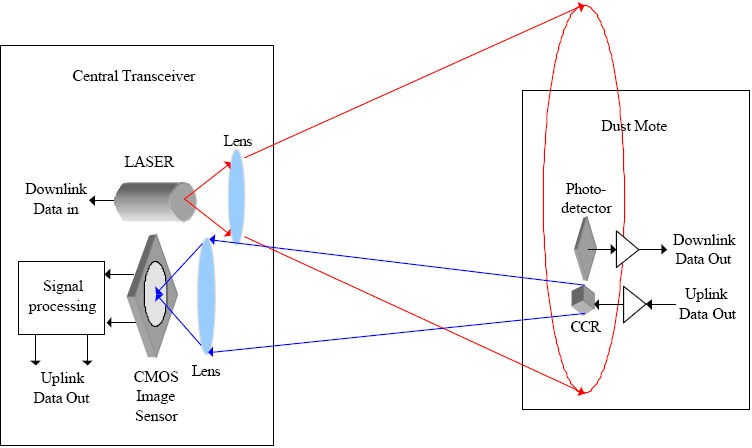 Central Transceiver
LASER
Lens
Downlink
Data in
Signal
processing
Uplink
Data Out
CMOS
Image
Sensor
Lens
Dust Mote
Photo-
detector
Downlink
Data Out
Uplink
Data Out
CCR